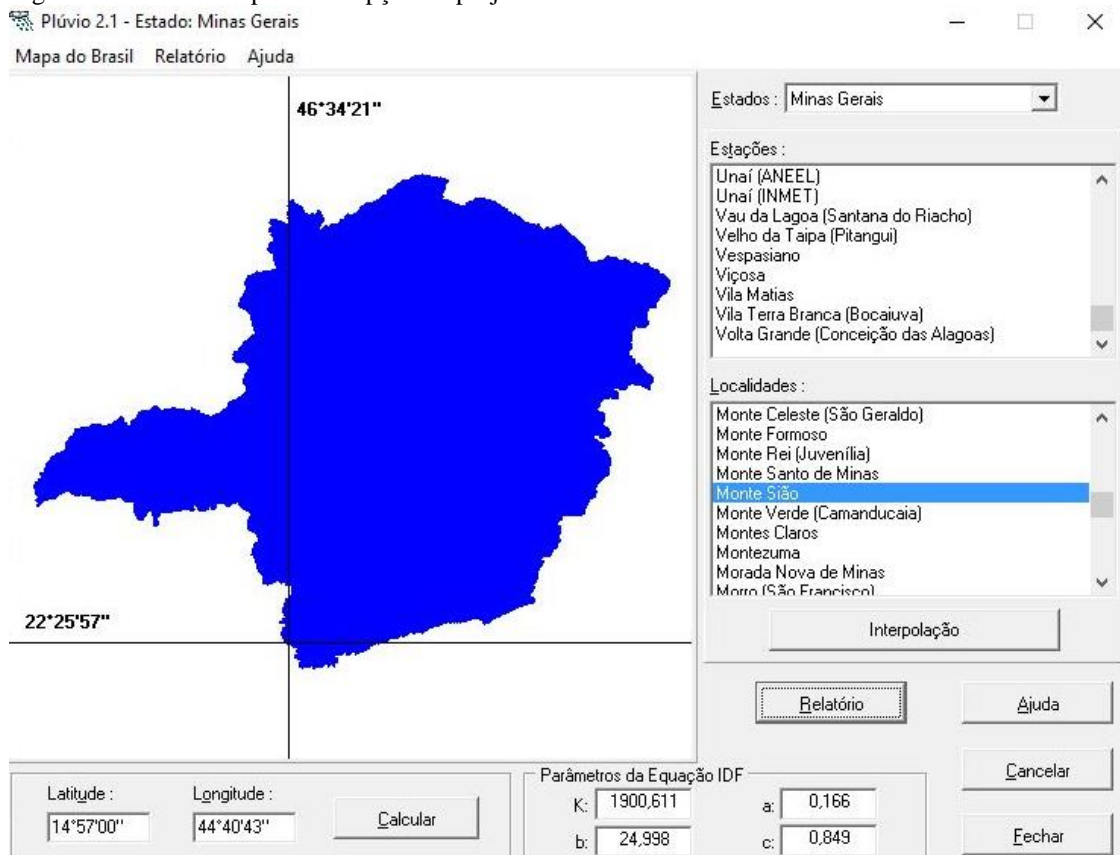 Plúvio 2.1 - Estado: Minas Gerais
Mapa do Brasil Relatório Ajuda
46°34'21"
22°25'57"
Estados : Minas Gerais
Estações :
Unaí (ANEEL)
Unaí (INMET)
Vau da Lagoa (Santana do Riacho)
Velho da Taipa (Pitangui)
Vespasiano
Viçosa
Vila Matias
Vila Terra Branca (Bocaiuva)
Volta Grande (Conceição das Alagoas)
Localidades :
Monte Celeste (São Geraldo)
Monte Formoso
Monte Rei (Juvenília)
Monte Santo de Minas
Monte Sião
Monte Verde (Camanducaia)
Montes Claros
Montezuma
Morada Nova de Minas
Morro (São Francisco)
Interpolação
Relatório Ajuda
Cancelar
Fechar
Latitude : Longitude :
14°57'00" 44°40'43" Calcular
Parâmetros da Equação IDF
K: 1900,611 a: 0,166
b: 24,998 c: 0,849